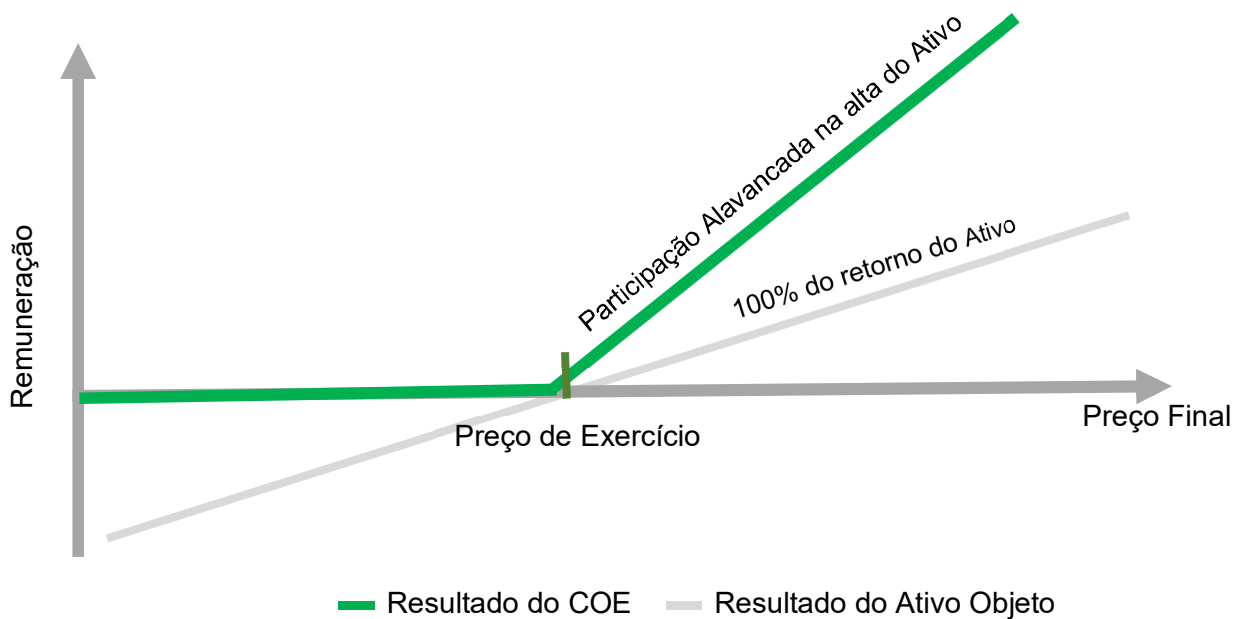 Participação Alavancada na alta do Ativo
100% do retorno do Ativo
Remuneração
Preço de Exercício
Preço Final
Resultado do COE
Resultado do Ativo Objeto